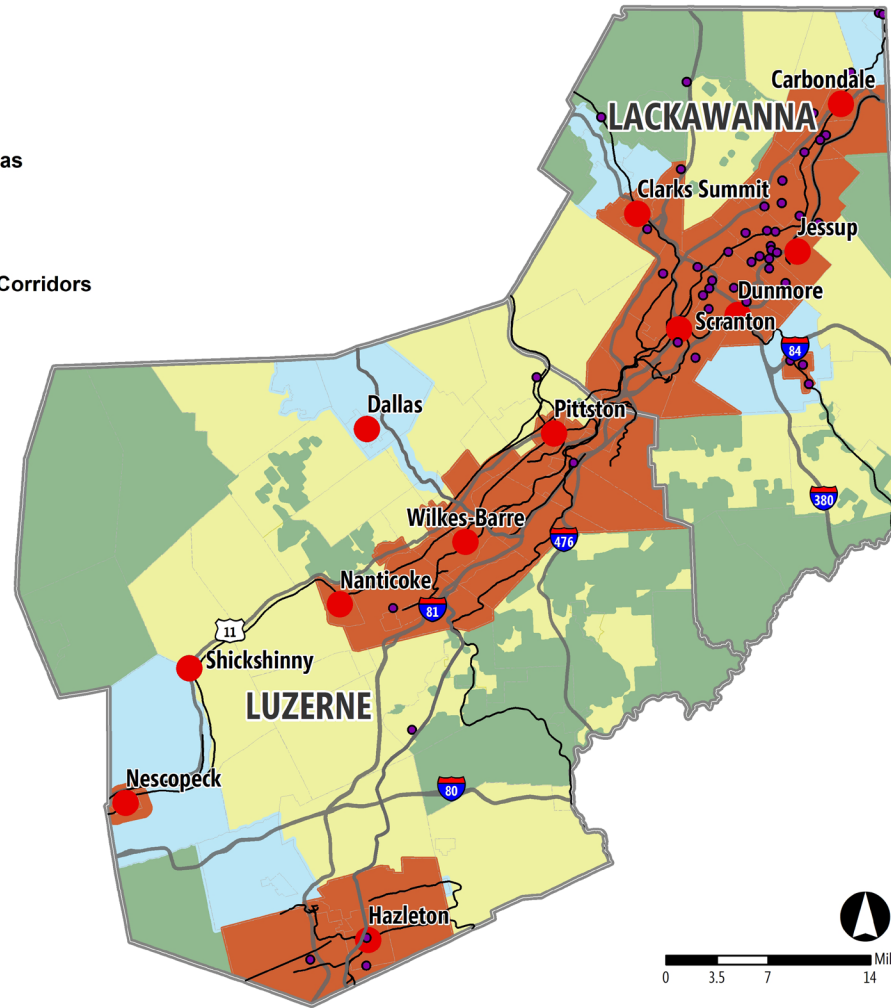 Carbondale
LACKAWANNA
as
Clarks Summit
Jessup
Corridors
Dunmore
Scranton
84
Dallas
Pittston
380
Wilkes-Barre
476
Nanticoke
81
11
Shickshinny
LUZERNE
Nescopeck
80
Hazleton
Mil
0 3.5 7 14